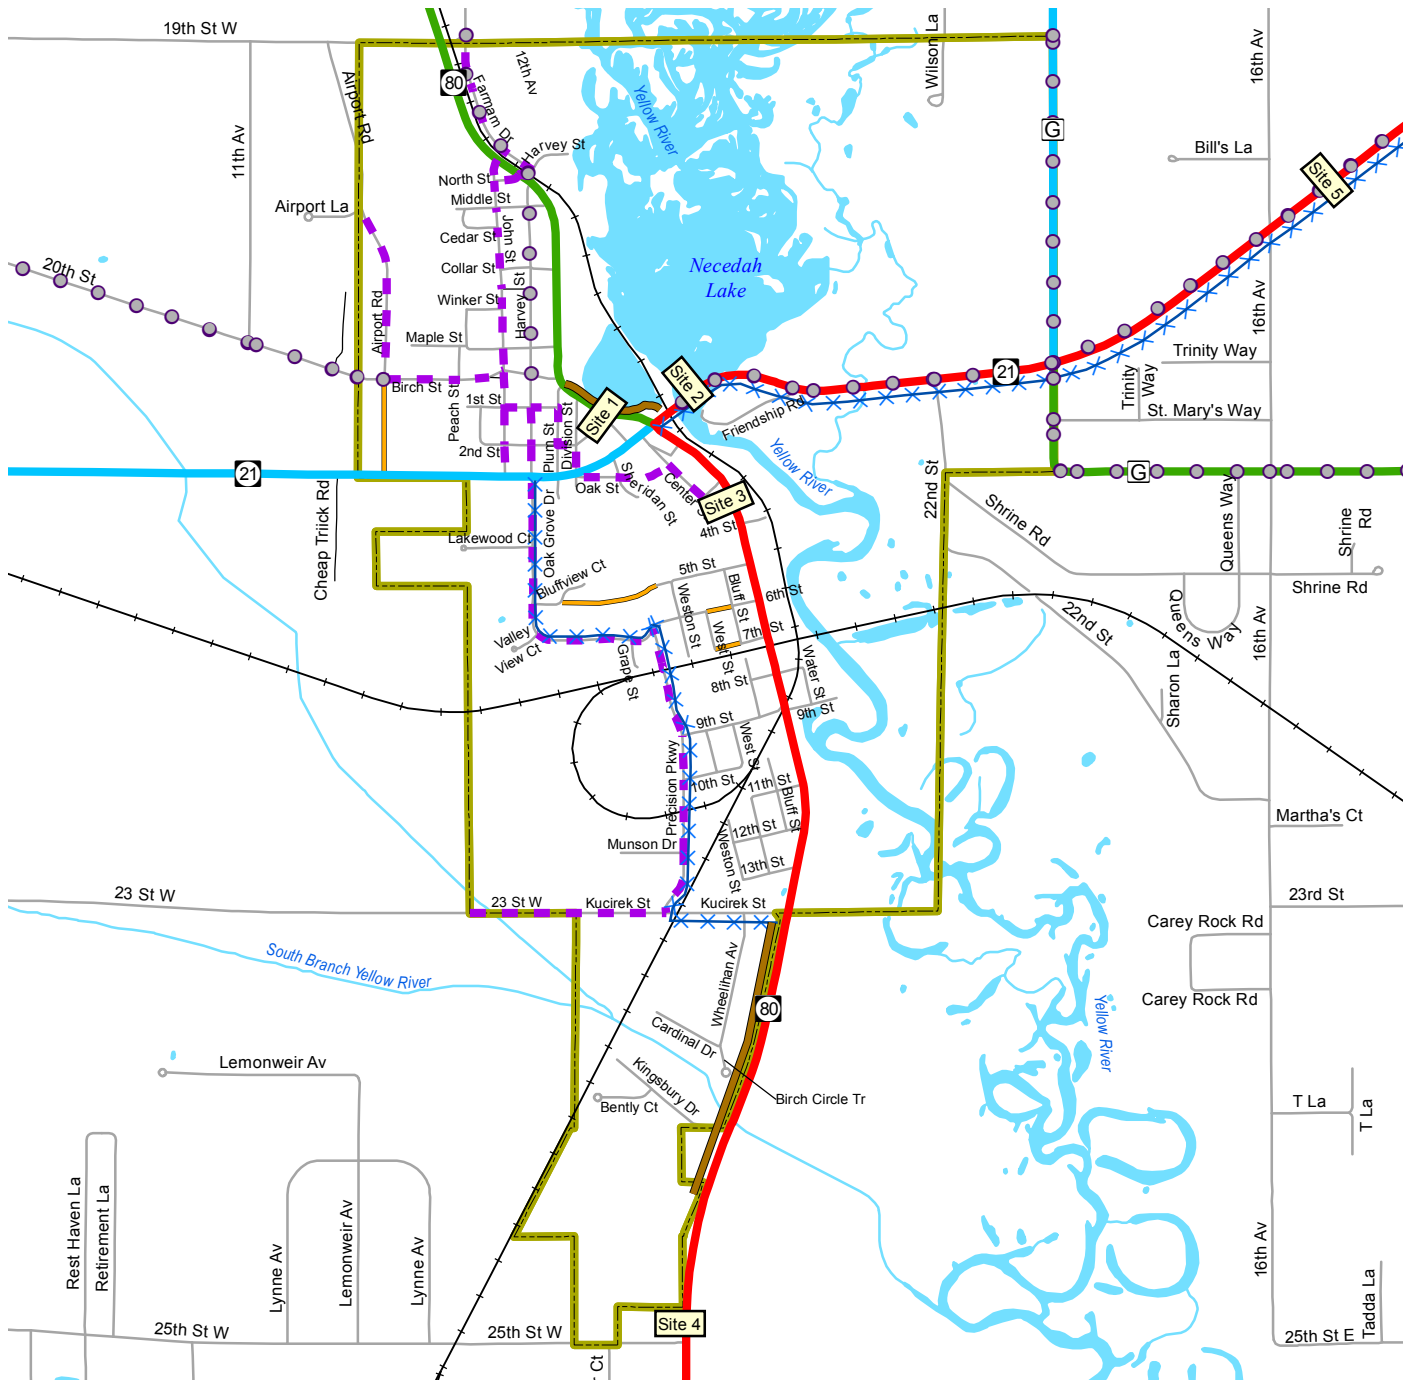 19th St W
80
12th Av
Wilson La
16th Av
Airport Rd
Farmam Dr
Yellow River
G
11th Av
Harvey St
Bill's La
North St
Site 5
Middle St
Airport La
John St
Cedar St
20th St
Collar St
Necedah
Lake
Winker St
Harvey St
Airport Rd
16th Av
Maple St
Trinity Way
Site 2
21
Birch St
Trinity
Way
Peach St
1st St
Site 1
Friendship Rd
St. Mary's Way
Plum St
Division St
2nd St
Yellow River
21
Oak St
Sheridan St
Center
22nd St
G
Site 3
Cheap Triick Rd
Oak Grove Dr
Shrine Rd
Queens Way
Shrine
Rd
4th St
Lakewood Ct
Bluffview Ct
5th St
Bluff St
6th St
Shrine Rd
Weston St
West St
7th St
22nd St
Queens Way
16th Av
Valley
View Ct
Grape St
Water St
8th St
Sharon La
9th St
9th St
West St
Precision Pkwy
10th St
11th St
Bluff St
Martha's Ct
12th St
Munson Dr
Weston St
13th St
23 St W
23 St W
Kucirek St
Kucirek St
23rd St
Carey Rock Rd
South Branch Yellow River
Wheelihan Av
Carey Rock Rd
80
Yellow River
Cardinal Dr
Lemonweir Av
Kingsbury Dr
Birch Circle Tr
Bently Ct
T La
T La
Rest Haven La
Retirement La
Lynne Av
Lemonweir Av
Lynne Av
16th Av
Tadda La
25th St W
25th St W
Site 4
25th St E
Ct